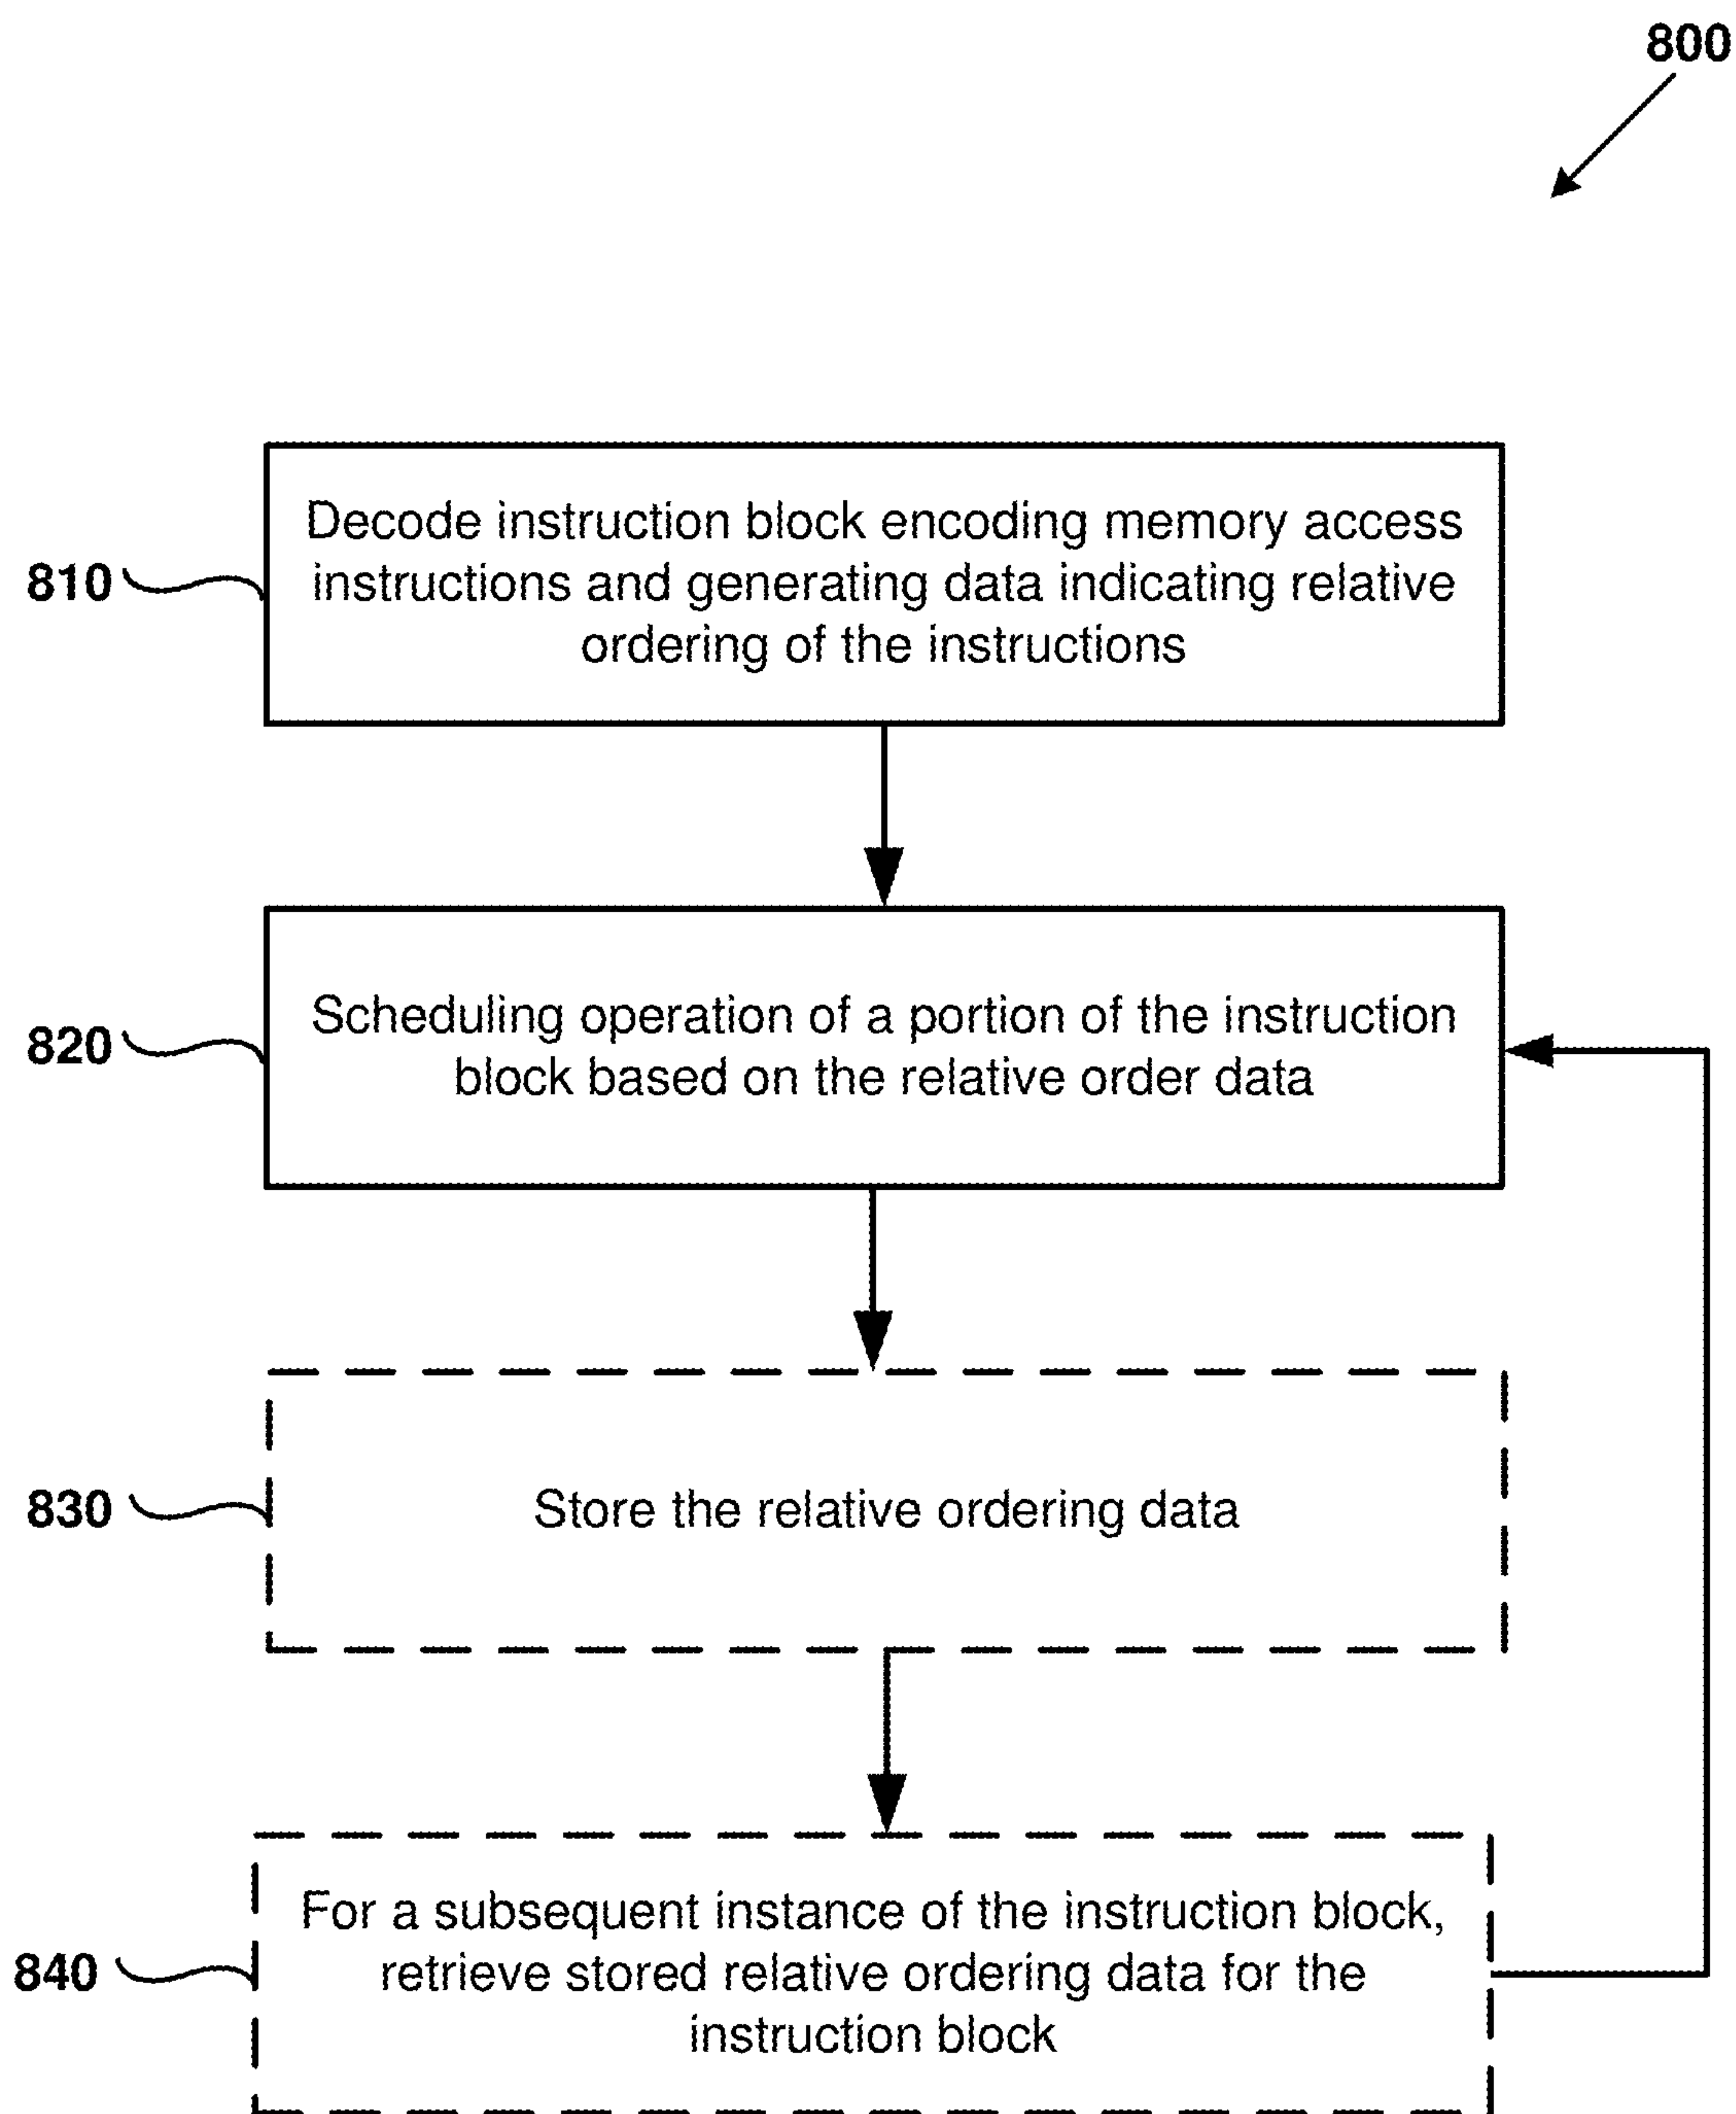 800
810
Decode instruction block encoding memory access
instructions and generating data indicating relative
ordering of the instructions
820
Scheduling operation of a portion of the instruction
block based on the relative order data
830
Store the relative ordering data
840
For a subsequent instance of the instruction block,
retrieve stored relative ordering data for the
instruction block